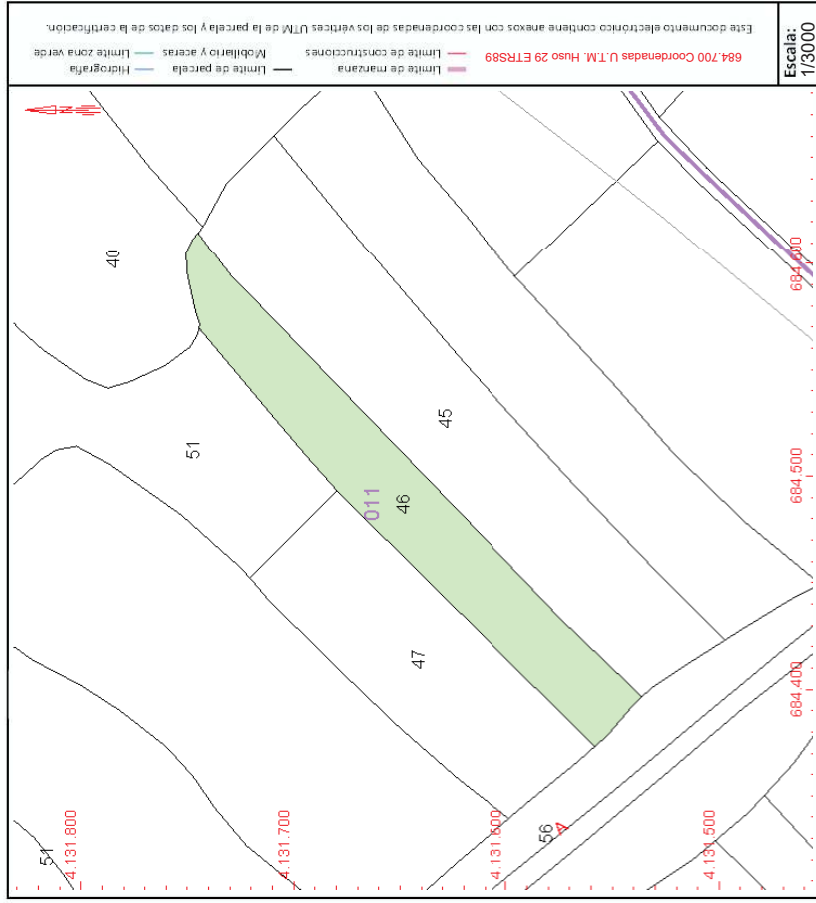 Este documento electrónico contiene anexos con las coordenadas de los vértices UTM de la parcela y los datos de la certificación.
Límite de manzana
Límite de construcciones
Límite de parcela
Mobiliario y aceras
Hidrografía
Límite zona verde
684.700 Coordenadas U.T.M. Huso 29 ETRS89
Escala:
1/3000
40
51
45
011
46
47
51
56
A
4.131.800
4.131.700
4.131.600
4.131.500
684.600
684.500
684.400